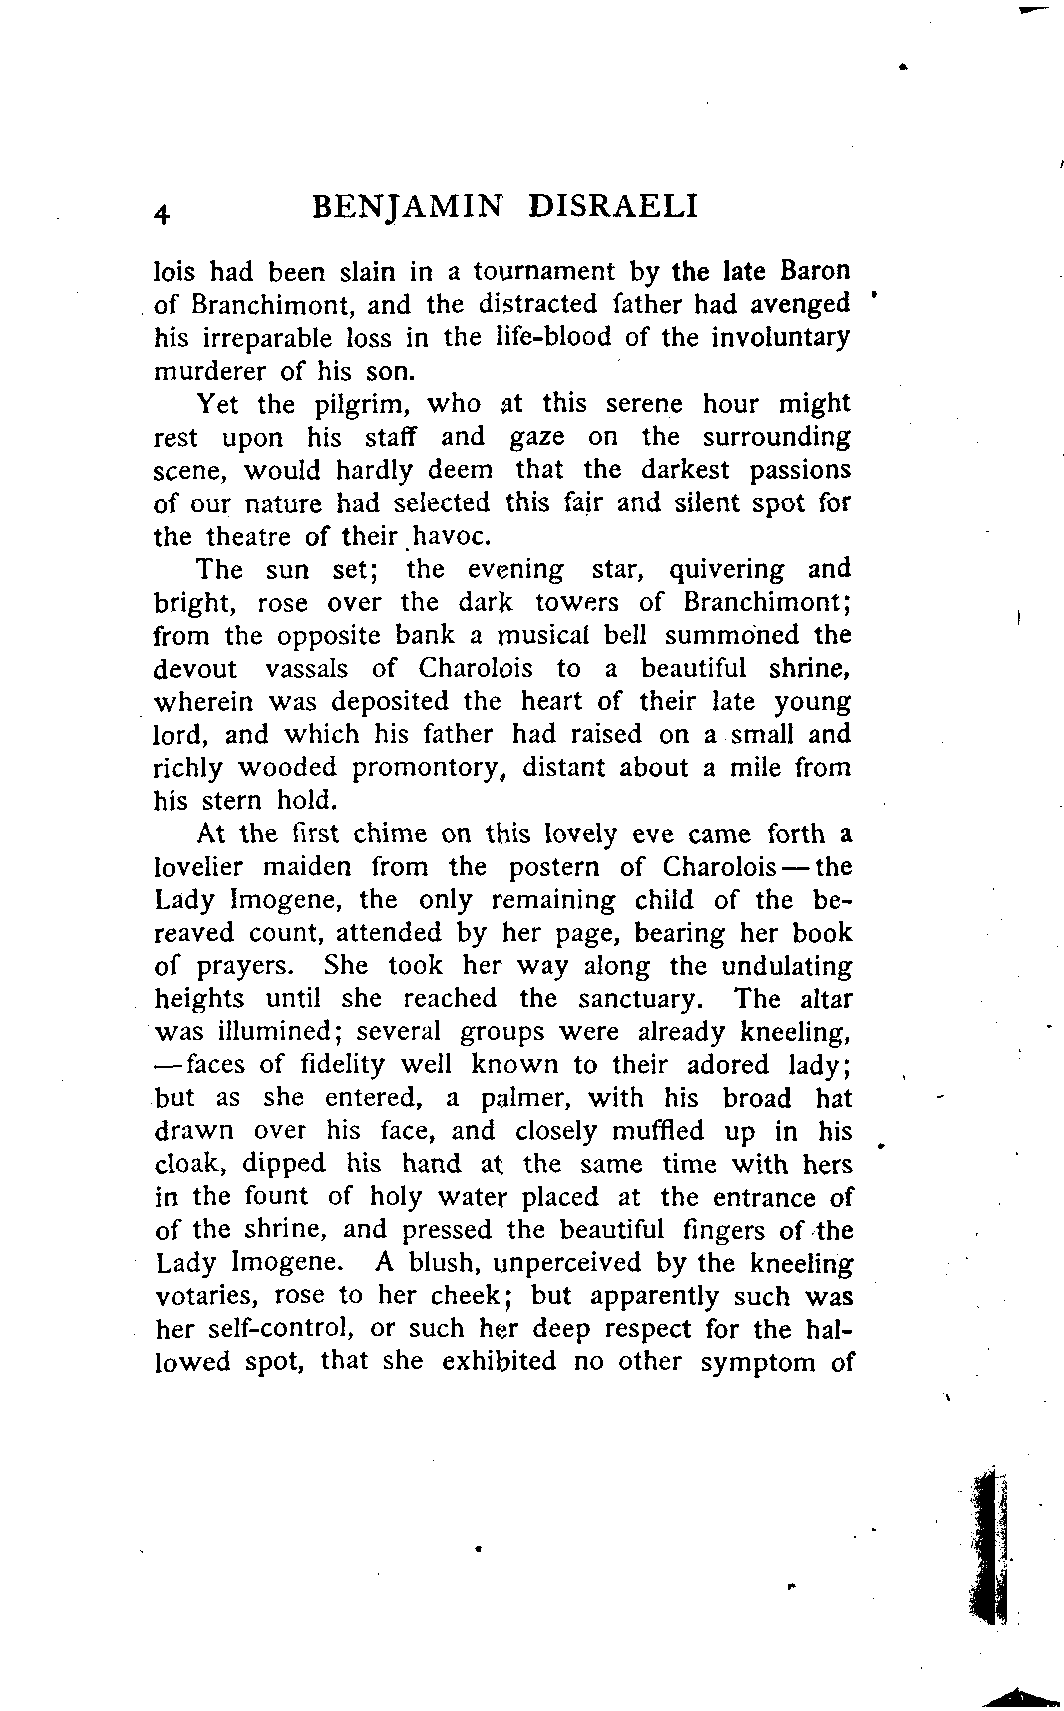 4 BENJAMIN DISRAELI
lois had been slain in a tournament by the late Baron
of Branchimont, and the distracted father had avenged
his irreparable loss in the life-blood of the involuntary
murderer of his son.
Yet the pilgrim, who at this serene hour might
rest upon his staff and gaze on the surrounding
scene, would hardly deem that the darkest passions
of our nature had selected this fair and silent spot for
the theatre of their havoc.
The sun set; the evening star, quivering and
bright, rose over the dark towers of Branchimont;
from the opposite bank a musical bell summoned the
devout vassals of Charolois to a beautiful shrine,
wherein was deposited the heart of their late young
lord, and which his father had raised on a small and
richly wooded promontory, distant about a mile from
his stern hold.
At the first chime on this lovely eve came forth a
lovelier maiden from the postern of Charolois — the
Lady Imogene, the only remaining child of the be-
reaved count, attended by her page, bearing her book
of prayers. She took her way along the undulating
heights until she reached the sanctuary. The altar
was illumined; several groups were already kneeling,
— faces of fidelity well known to their adored lady;
but as she entered, a palmer, with his broad hat
drawn over his face, and closely muffled up in his
cloak, dipped his hand at the same time with hers
in the fount of holy water placed at the entrance of
of the shrine, and pressed the beautiful fingers of the
Lady Imogene. A blush, unperceived by the kneeling
votaries, rose to her cheek; but apparently such was
her self-control, or such her deep respect for the hal-
lowed spot, that she exhibited no other symptom of